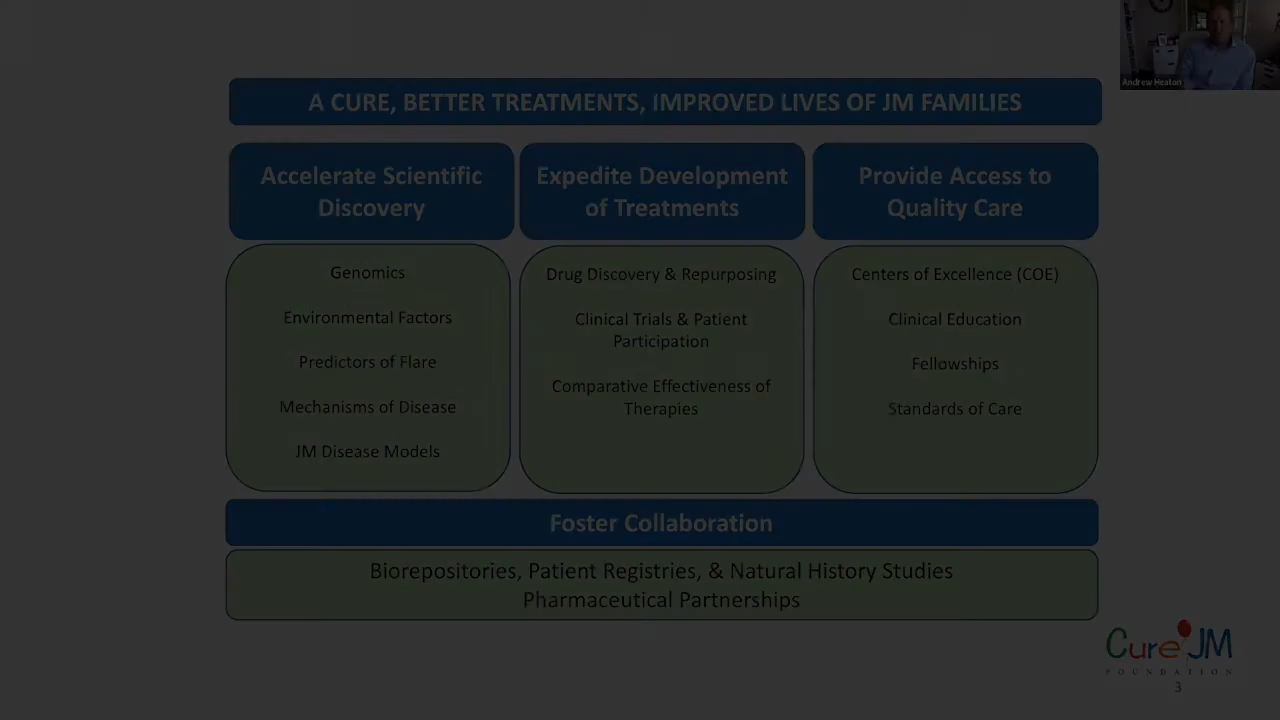 Andrew Heaton
A CURE, BETTER TREATMENTS, IMPROVED LIVES OF JM FAMILIES
Accelerate Scientific
Discovery
Expedite Development
of Treatments
Provide Access to
Quality Care
Genomics
Environmental Factors
Predictors of Flare
Mechanisms of Disease
JM Disease Models
Drug Discovery & Repurposing
Clinical Trials & Patient
Participation
Comparative Effectiveness of
Therapies
Centers of Excellence (COE)
Clinical Education
Fellowships
Standards of Care
Foster Collaboration
Biorepositories, Patient Registries, & Natural History Studies
Pharmaceutical Partnerships
Cure JM
FOUNDATION
3